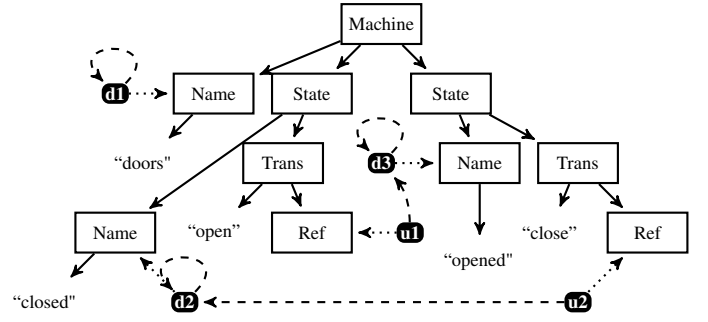 Machine
d1
Name
State
State
“doors"
Trans
d3
Name
Trans
Name
“open”
Ref
u1
“opened"
“close”
Ref
“closed"
d2
u2